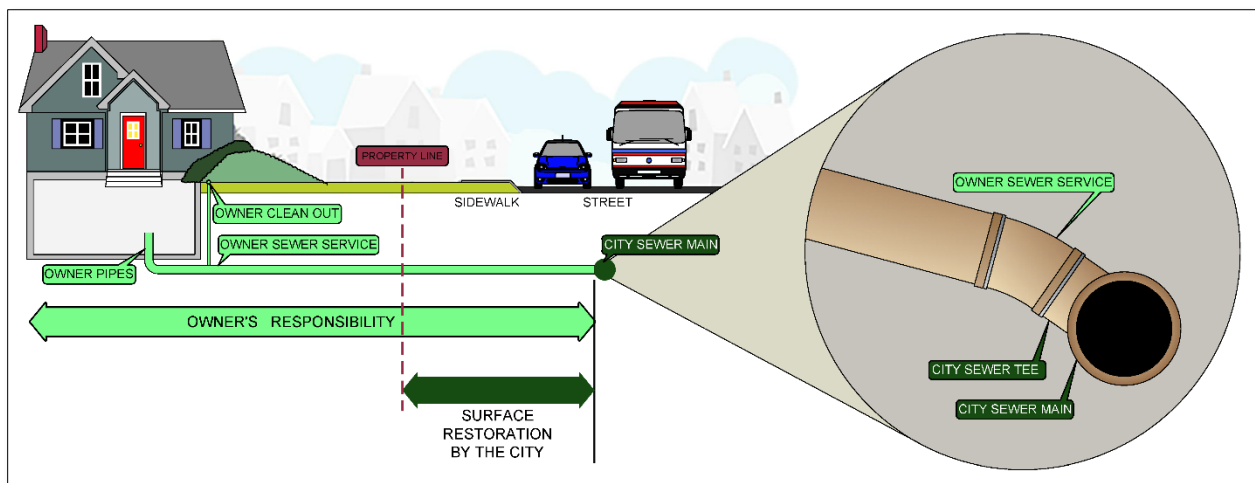 PROPERTY LINE
OWNER SEWER SERVICE
OWNER CLEAN OUT
SIDEWALK
STREET
OWNER SEWER SERVICE
CITY SEWER MAIN
OWNER PIPES
OWNER'S RESPONSIBILITY
CITY SEWER TEE
CITY SEWER MAIN
SURFACE
RESTORATION
BY THE CITY